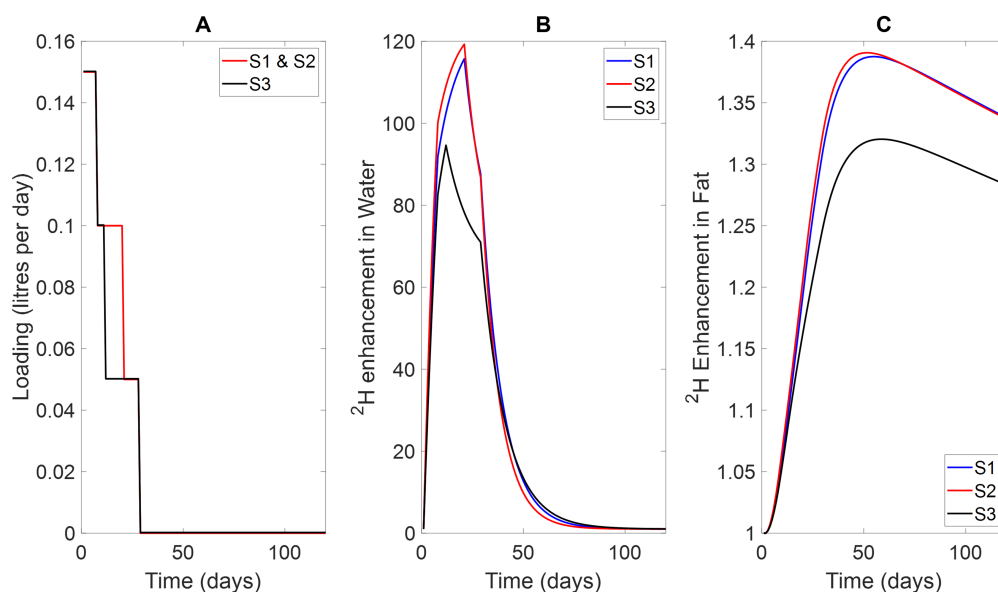 A
0.16
0.14
0.12
0.1
0.08
0.06
0.04
0.02
0
0
50
100
Loading (litres per day)
Time (days)
S1 & S2
S3
B
120
100
80
60
40
20
0
0
50
100
²H enhancement in Water
Time (days)
S1
S2
S3
C
1.4
1.35
1.3
1.25
1.2
1.15
1.1
1.05
1
0
50
100
²H Enhancement in Fat
Time (days)
S1
S2
S3